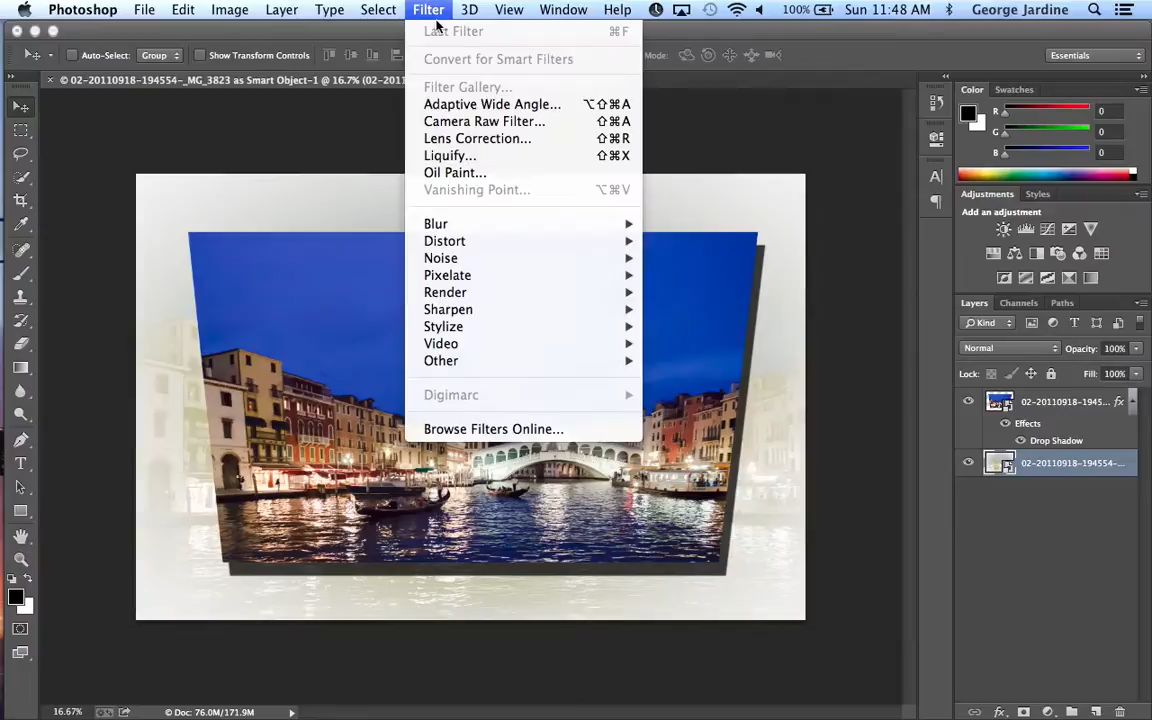 Photoshop File Edit Image Layer Type Select Filter 3D View Window Help 100% Sun 11:48 AM George Jardine
Auto-Select: Group Show Transform Controls Mode: Essentials
× © 02-20110918-194554-_MG_3823 as Smart Object-1 @ 16.7% (02-201
Last Filter ⌘F
Convert for Smart Filters
Filter Gallery...
Adaptive Wide Angle... ⌥⇧⌘A
Camera Raw Filter... ⇧⌘A
Lens Correction... ⇧⌘R
Liquify... ⇧⌘X
Oil Paint...
Vanishing Point... ⌥⌘V
Blur
Distort
Noise
Pixelate
Render
Sharpen
Stylize
Video
Other
Digimarc
Browse Filters Online...
Color Swatches
R 0
G 0
B 0
Adjustments Styles
Add an adjustment
Layers Channels Paths
Kind
Normal Opacity: 100%
Lock: Fill: 100%
02-20110918-1945... fx
Effects
Drop Shadow
02-20110918-194554-...
16.67% © Doc: 76.0M/171.9M